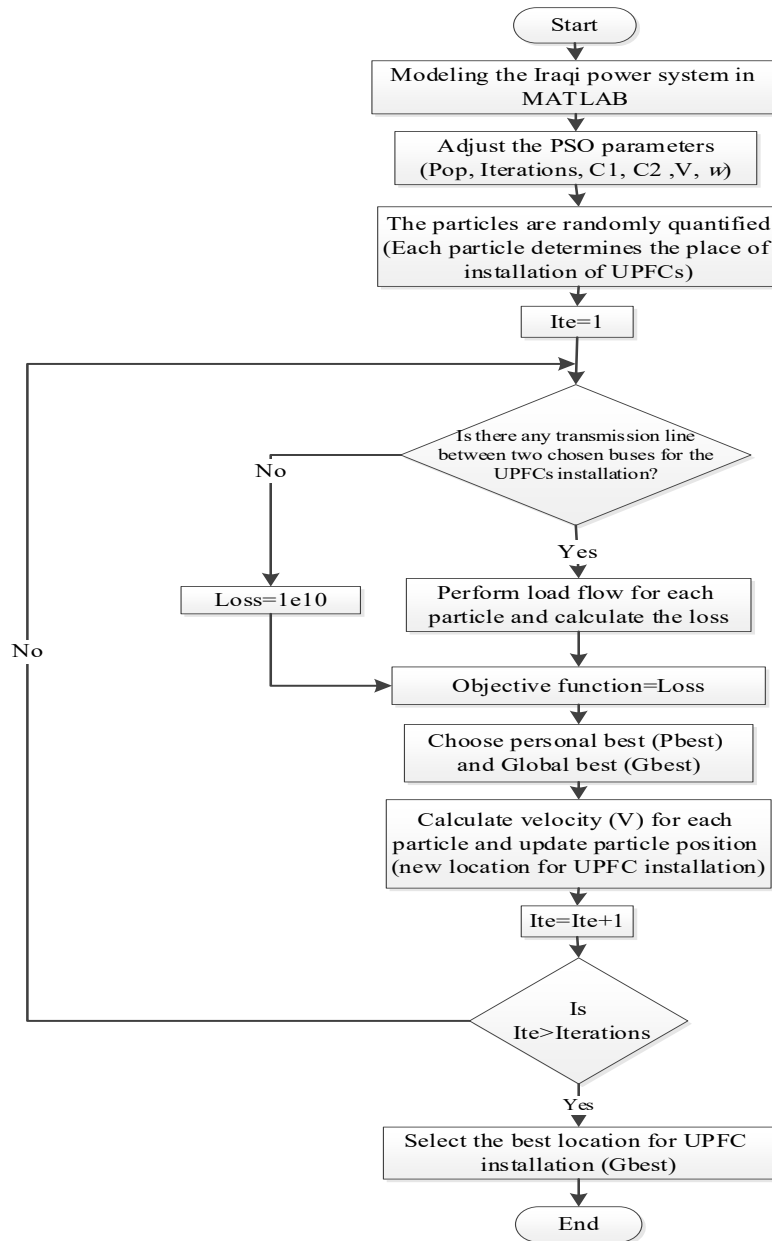 Start
Modeling the Iraqi power system in
MATLAB
Adjust the PSO parameters
(Pop, Iterations, C1, C2 ,V, w)
The particles are randomly quantified
(Each particle determines the place of
installation of UPFCs)
Ite=1
Is there any transmission line
between two chosen buses for the
UPFCs installation?
No
Yes
Loss=1e10
Perform load flow for each
particle and calculate the loss
No
Objective function=Loss
Choose personal best (Pbest)
and Global best (Gbest)
Calculate velocity (V) for each
particle and update particle position
(new location for UPFC installation)
Ite=Ite+1
Is
Ite>Iterations
Yes
Select the best location for UPFC
installation (Gbest)
End